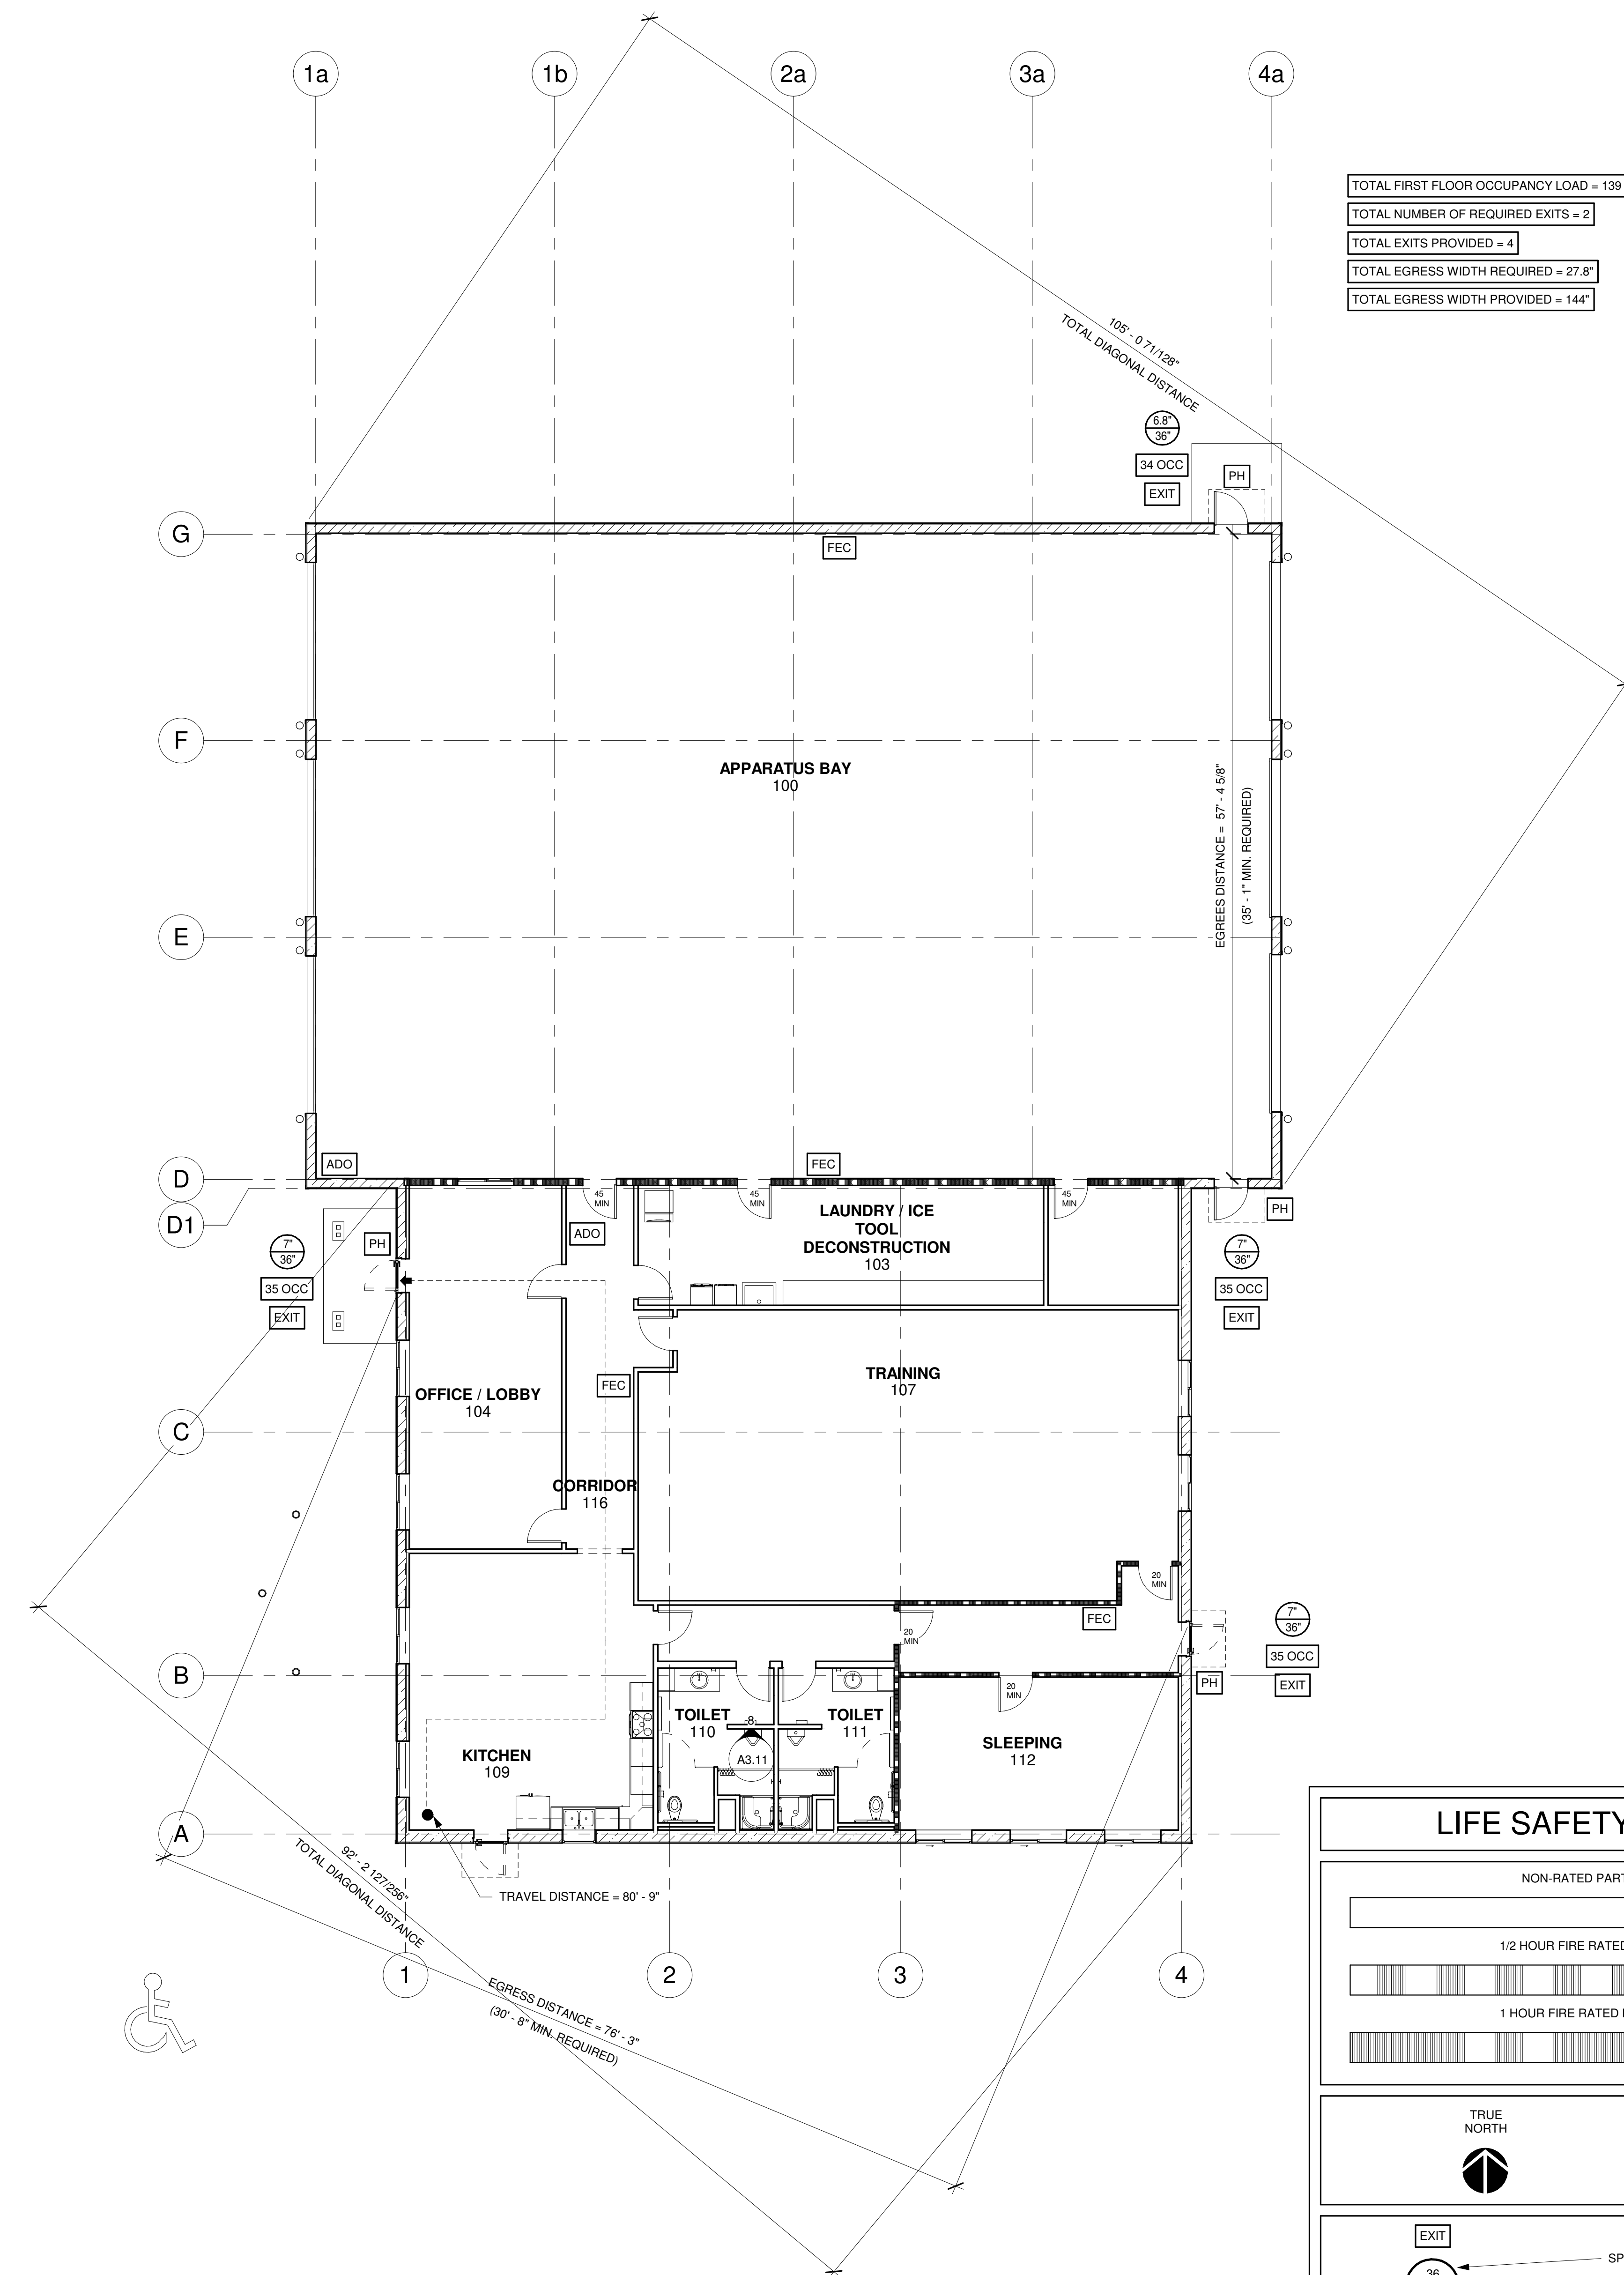 1a
1b
2a
3a
4a
TOTAL FIRST FLOOR OCCUPANCY LOAD = 139
TOTAL NUMBER OF REQUIRED EXITS = 2
TOTAL EXITS PROVIDED = 4
TOTAL EGRESS WIDTH REQUIRED = 27.8"
TOTAL EGRESS WIDTH PROVIDED = 144"
105' - 0 71/128"
TOTAL DIAGONAL DISTANCE
6.8"
36"
34 OCC
EXIT
PH
G
FEC
F
APPARATUS BAY
100
EGREES DISTANCE = 57' - 4 5/8"
(35' - 1" MIN. REQUIRED)
E
ADO
FEC
D
D1
45
MIN
45
MIN
45
MIN
PH
ADO
LAUNDRY / ICE
TOOL
DECONSTRUCTION
103
PH
7"
36"
35 OCC
EXIT
7"
36"
35 OCC
EXIT
FEC
TRAINING
107
OFFICE / LOBBY
104
C
CORRIDOR
116
20
MIN
FEC
20
MIN
7"
36"
35 OCC
EXIT
PH
B
20
MIN
TOILET
110
8
A3.11
TOILET
111
SLEEPING
112
KITCHEN
109
A
TRAVEL DISTANCE = 80' - 9"
92' - 2 127/256"
TOTAL DIAGONAL DISTANCE
1
2
3
4
EGRESS DISTANCE = 76' - 3"
(30' - 8" MIN. REQUIRED)
LIFE SAFETY
NON-RATED PART
1/2 HOUR FIRE RATED
1 HOUR FIRE RATED
TRUE
NORTH
EXIT
SP
36